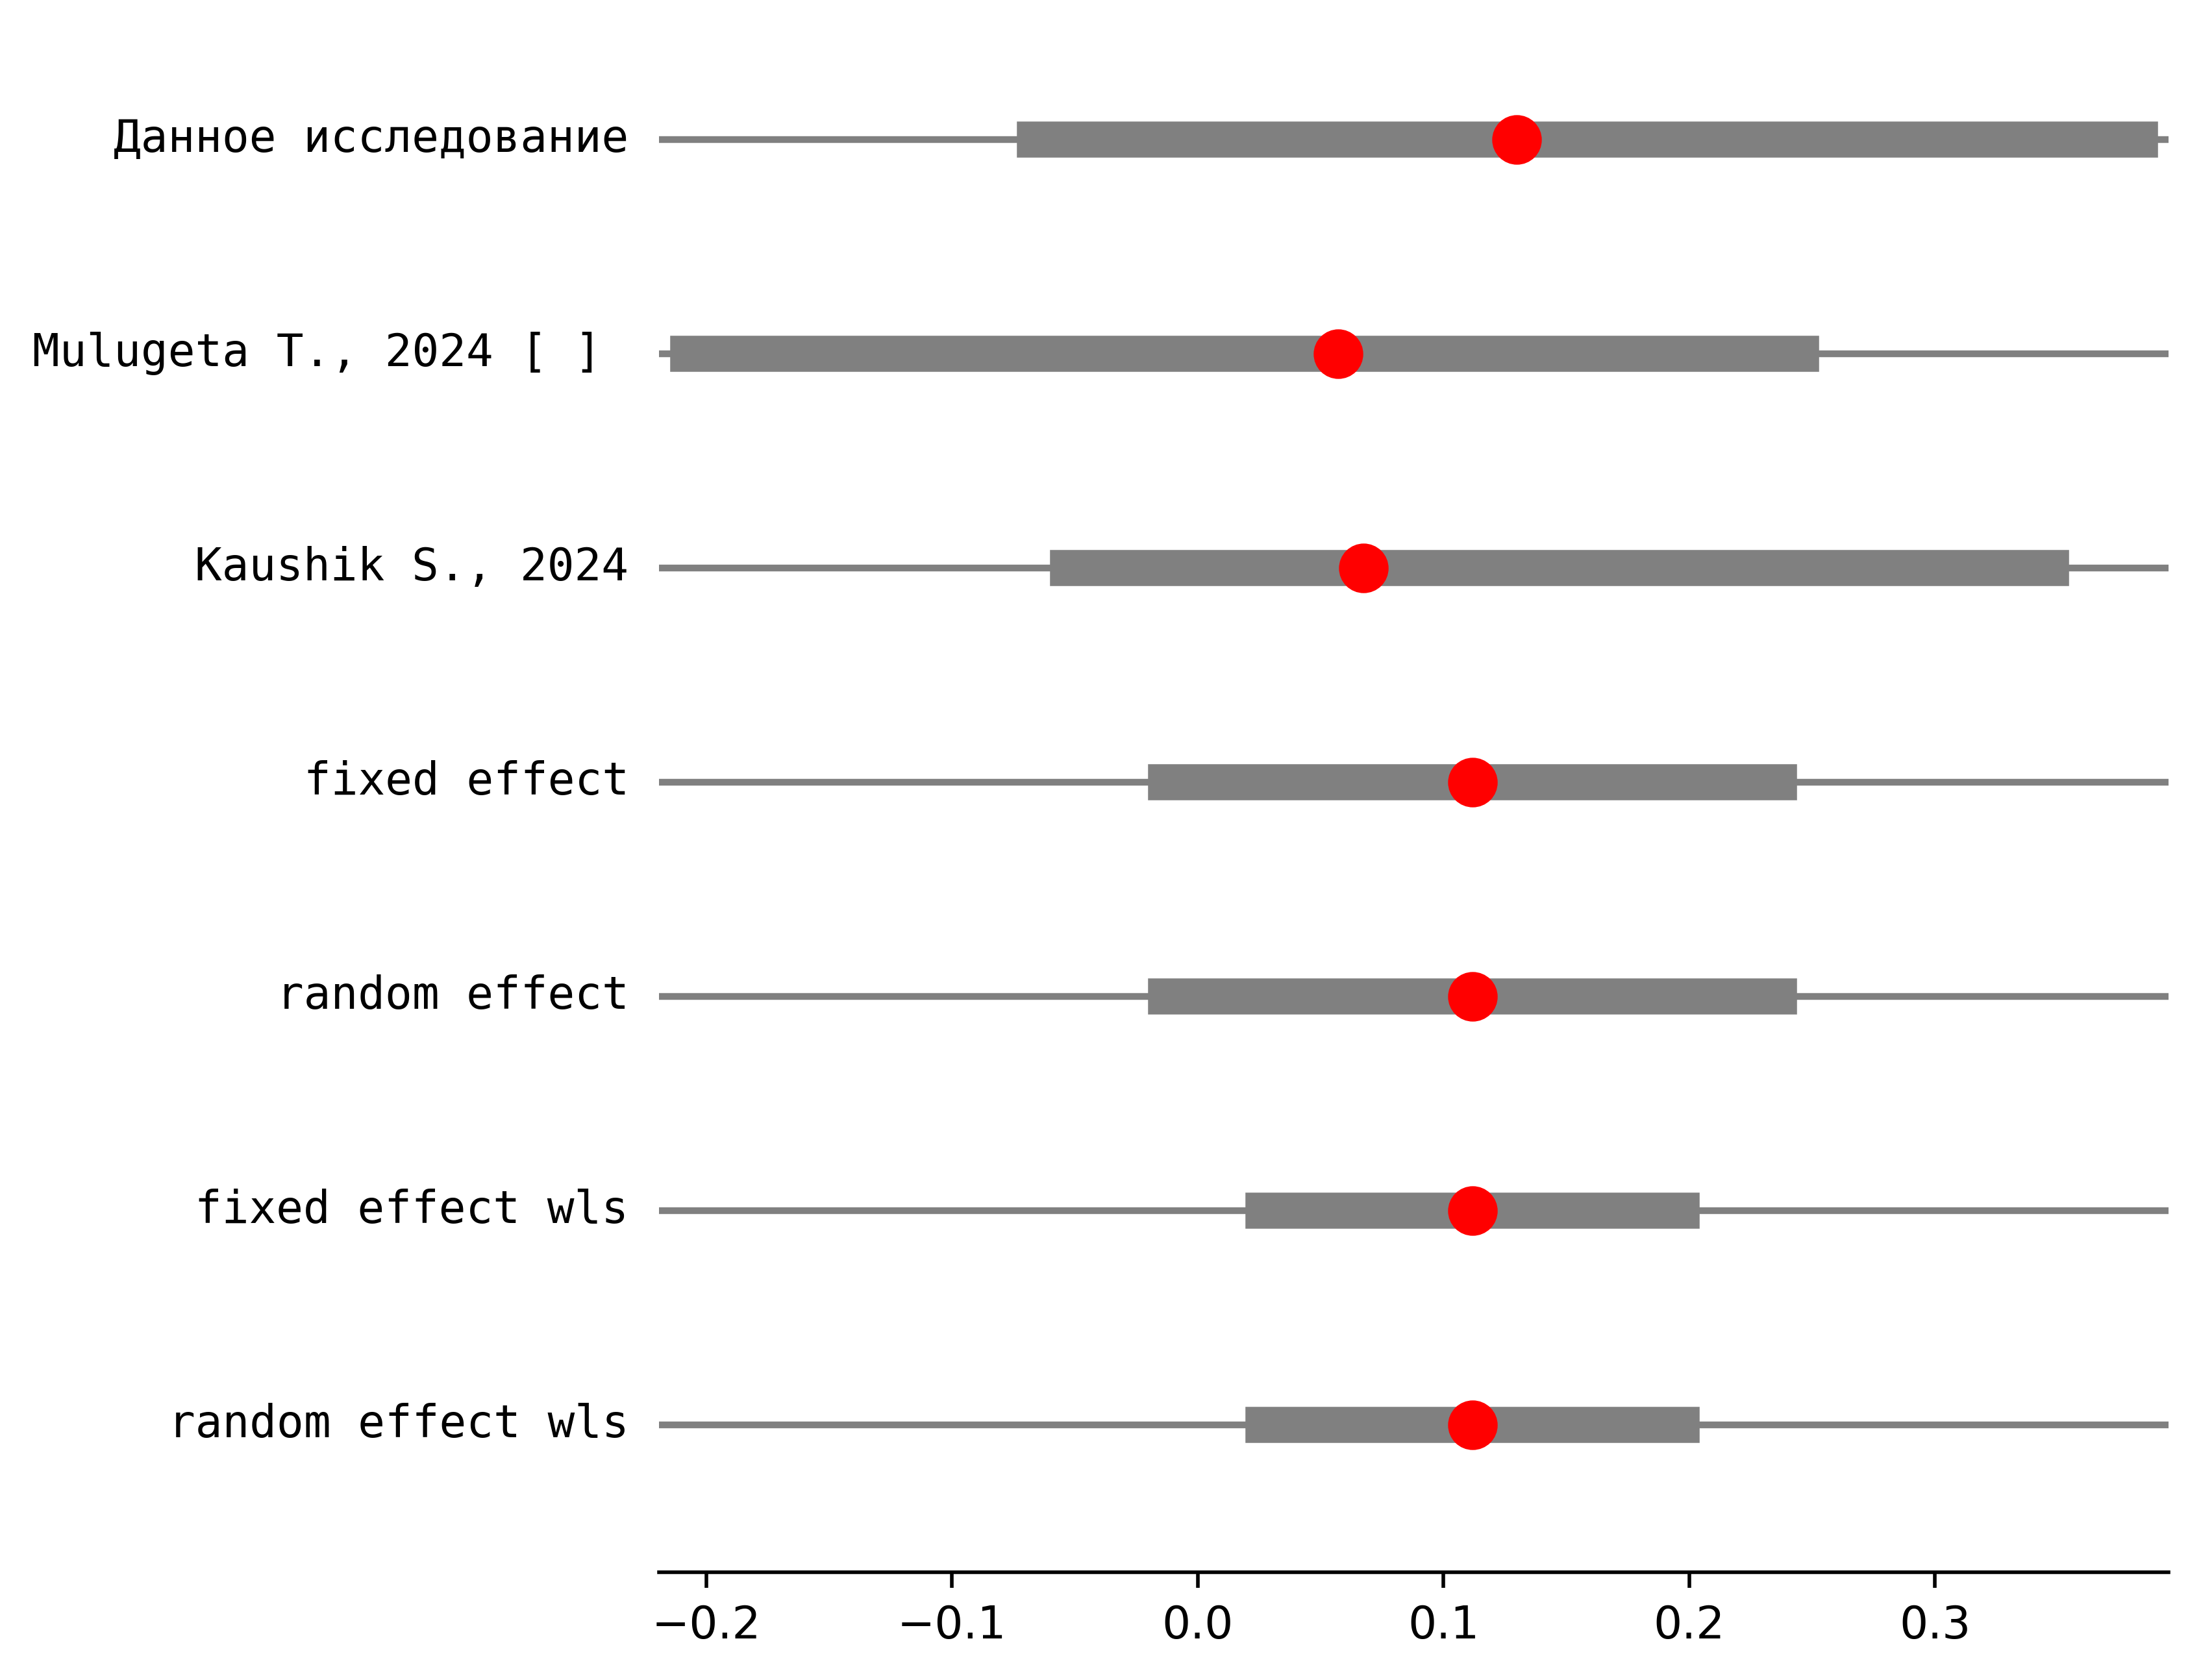 Данное исследование
Mulugeta T., 2024 [ ]
Kaushik S., 2024
fixed effect
random effect
fixed effect wls
random effect wls
−0.2 −0.1 0.0 0.1 0.2 0.3